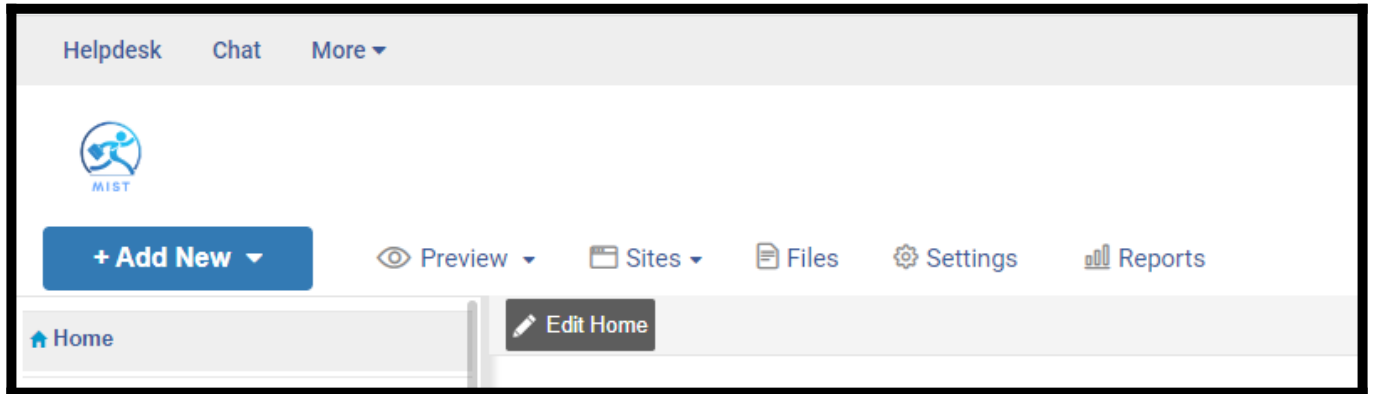 Helpdesk Chat More
MIST
+ Add New Preview Sites Files Settings Reports
Home Edit Home